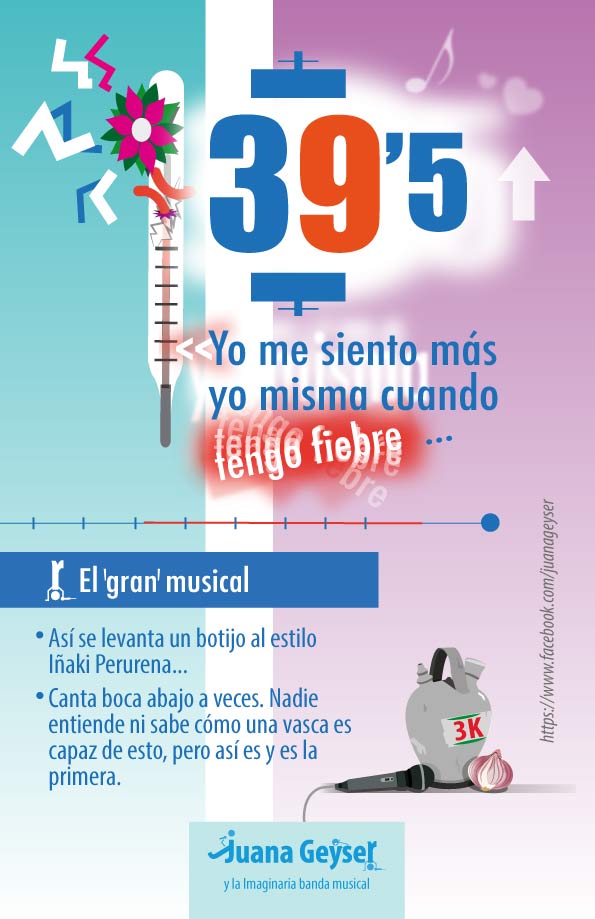 39'5
«Yo me siento más
yo misma cuando
tengo fiebre ...
El 'gran' musical
• Así se levanta un botijo al estilo
Iñaki Perurena...
• Canta boca abajo a veces. Nadie
entiende ni sabe cómo una vasca es
capaz de esto, pero así es y es la
primera.
https://www.facebook.com/juanageyser
3K
Juana Geyser
y la Imaginaria banda musical